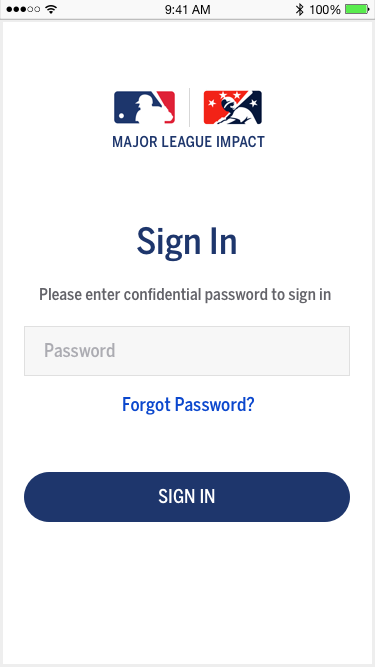 9:41 AM 100%
MAJOR LEAGUE IMPACT
Sign In
Please enter confidential password to sign in
Password
Forgot Password?
SIGN IN